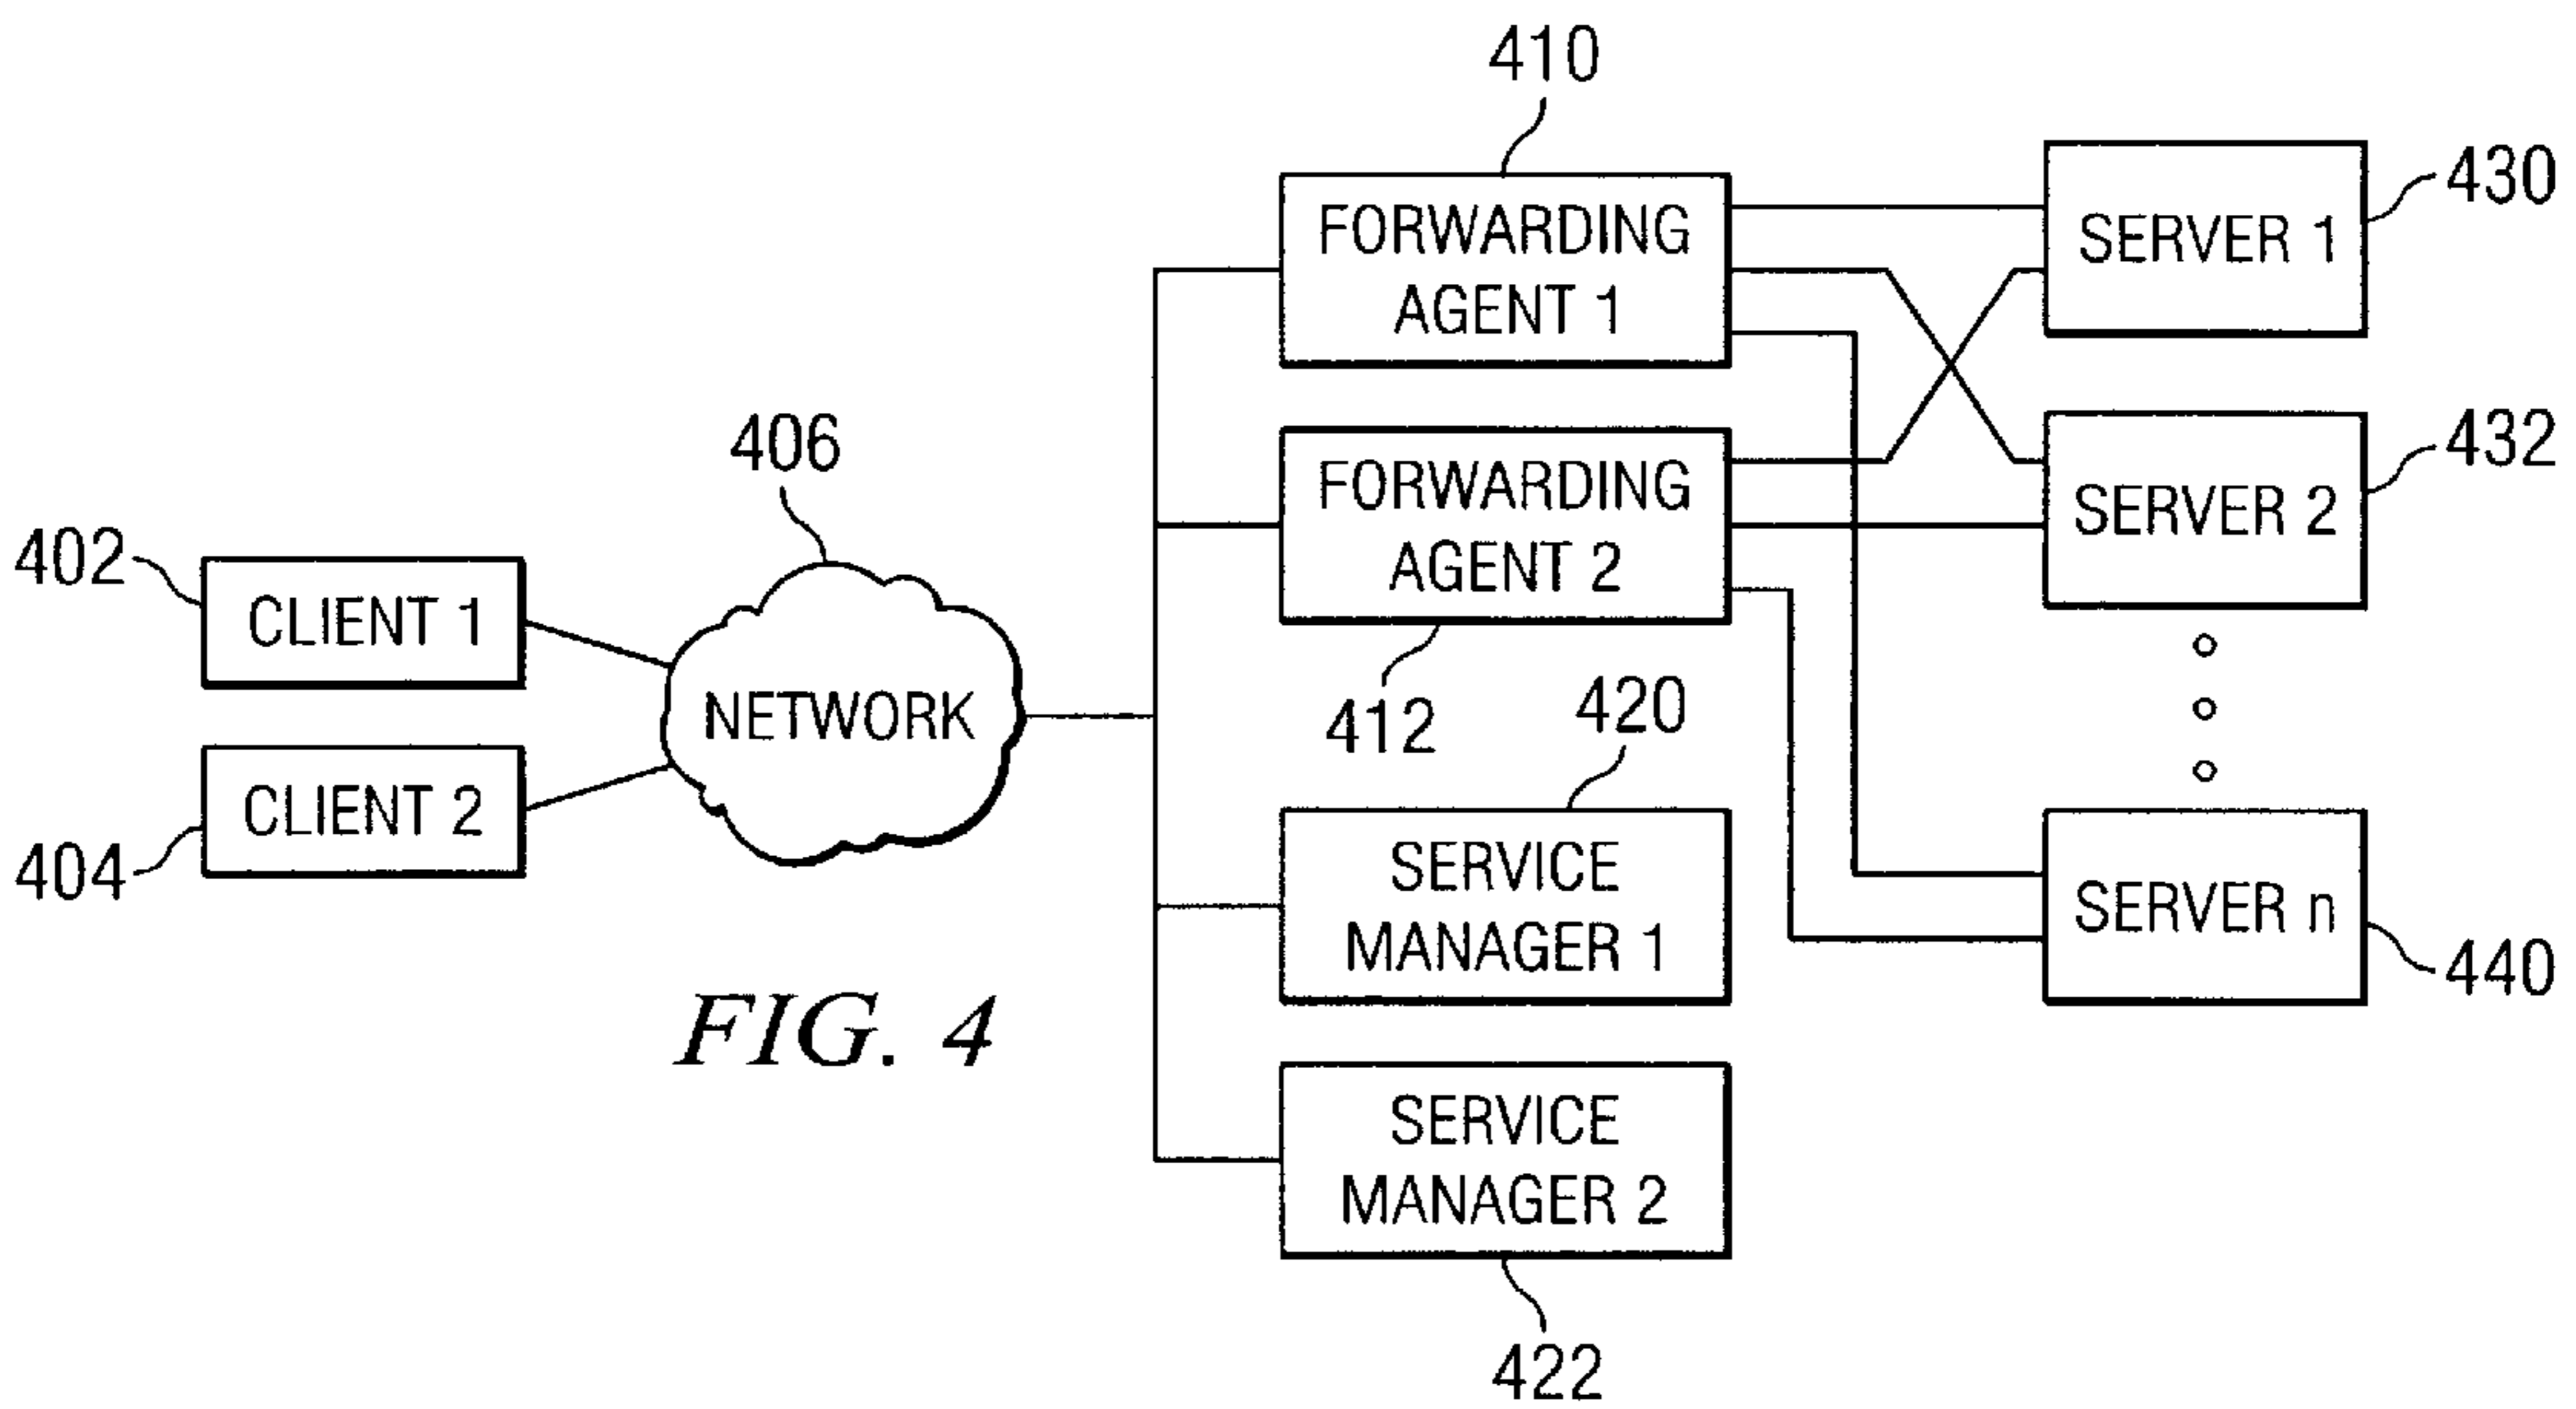 410
FORWARDING
AGENT 1
SERVER 1
430
406
FORWARDING
AGENT 2
SERVER 2
432
402
CLIENT 1
NETWORK
412
420
CLIENT 2
404
SERVICE
MANAGER 1
SERVER n
440
FIG. 4
SERVICE
MANAGER 2
422